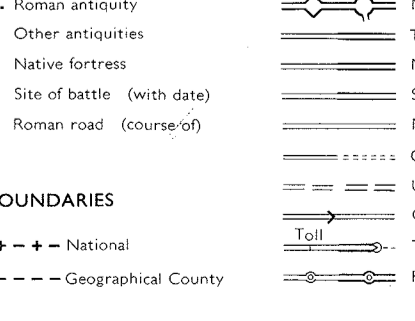 Roman antiquity
Other antiquities
Native fortress
Site of battle (with date)
Roman road (course of)
OUNDARIES
National
Geographical County
Toll